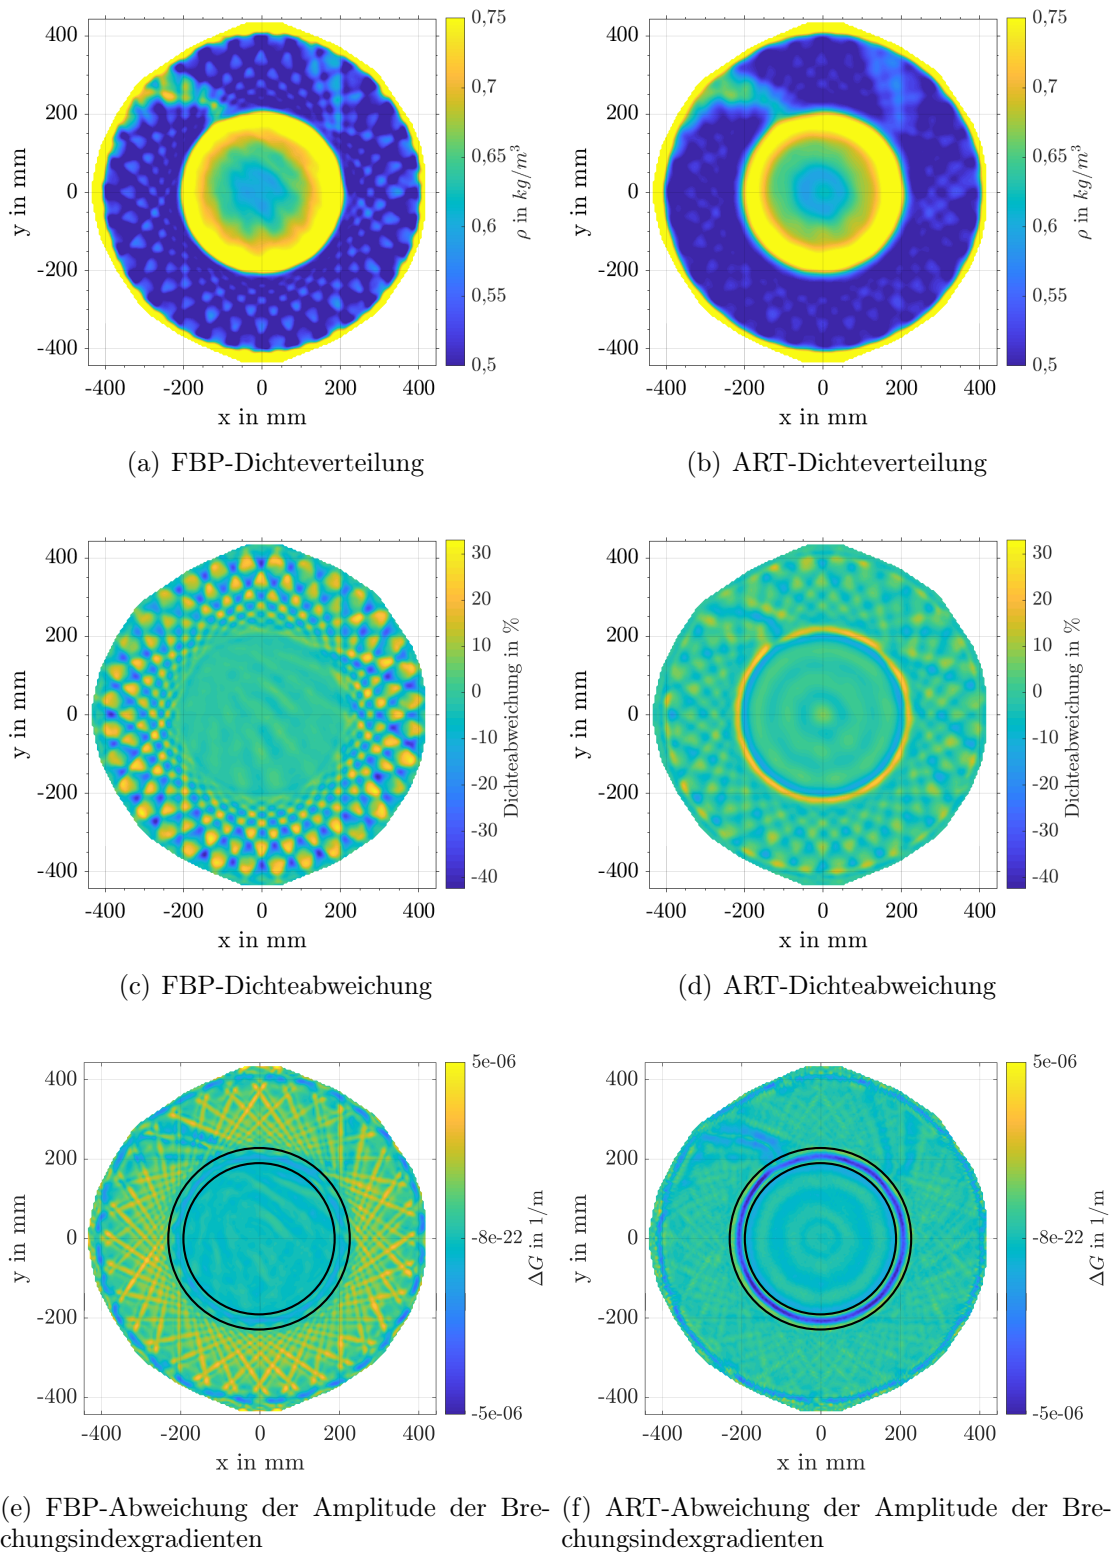 400
200
0
-200
-400
y in mm
-400 -200 0 200 400
x in mm
0,75
0,7
0,65
0,6
0,55
0,5
ρ in kg/m³
(a) FBP-Dichteverteilung
400
200
0
-200
-400
y in mm
-400 -200 0 200 400
x in mm
0,75
0,7
0,65
0,6
0,55
0,5
ρ in kg/m³
(b) ART-Dichteverteilung
400
200
0
-200
-400
y in mm
-400 -200 0 200 400
x in mm
30
20
10
0
-10
-20
-30
-40
Dichteabweichung in %
(c) FBP-Dichteabweichung
400
200
0
-200
-400
y in mm
-400 -200 0 200 400
x in mm
30
20
10
0
-10
-20
-30
-40
Dichteabweichung in %
(d) ART-Dichteabweichung
400
200
0
-200
-400
y in mm
-400 -200 0 200 400
x in mm
5e-06
-8e-22
-5e-06
ΔG in 1/m
(e) FBP-Abweichung der Amplitude der Bre-
chungsindexgradienten
400
200
0
-200
-400
y in mm
-400 -200 0 200 400
x in mm
5e-06
-8e-22
-5e-06
ΔG in 1/m
(f) ART-Abweichung der Amplitude der Bre-
chungsindexgradienten